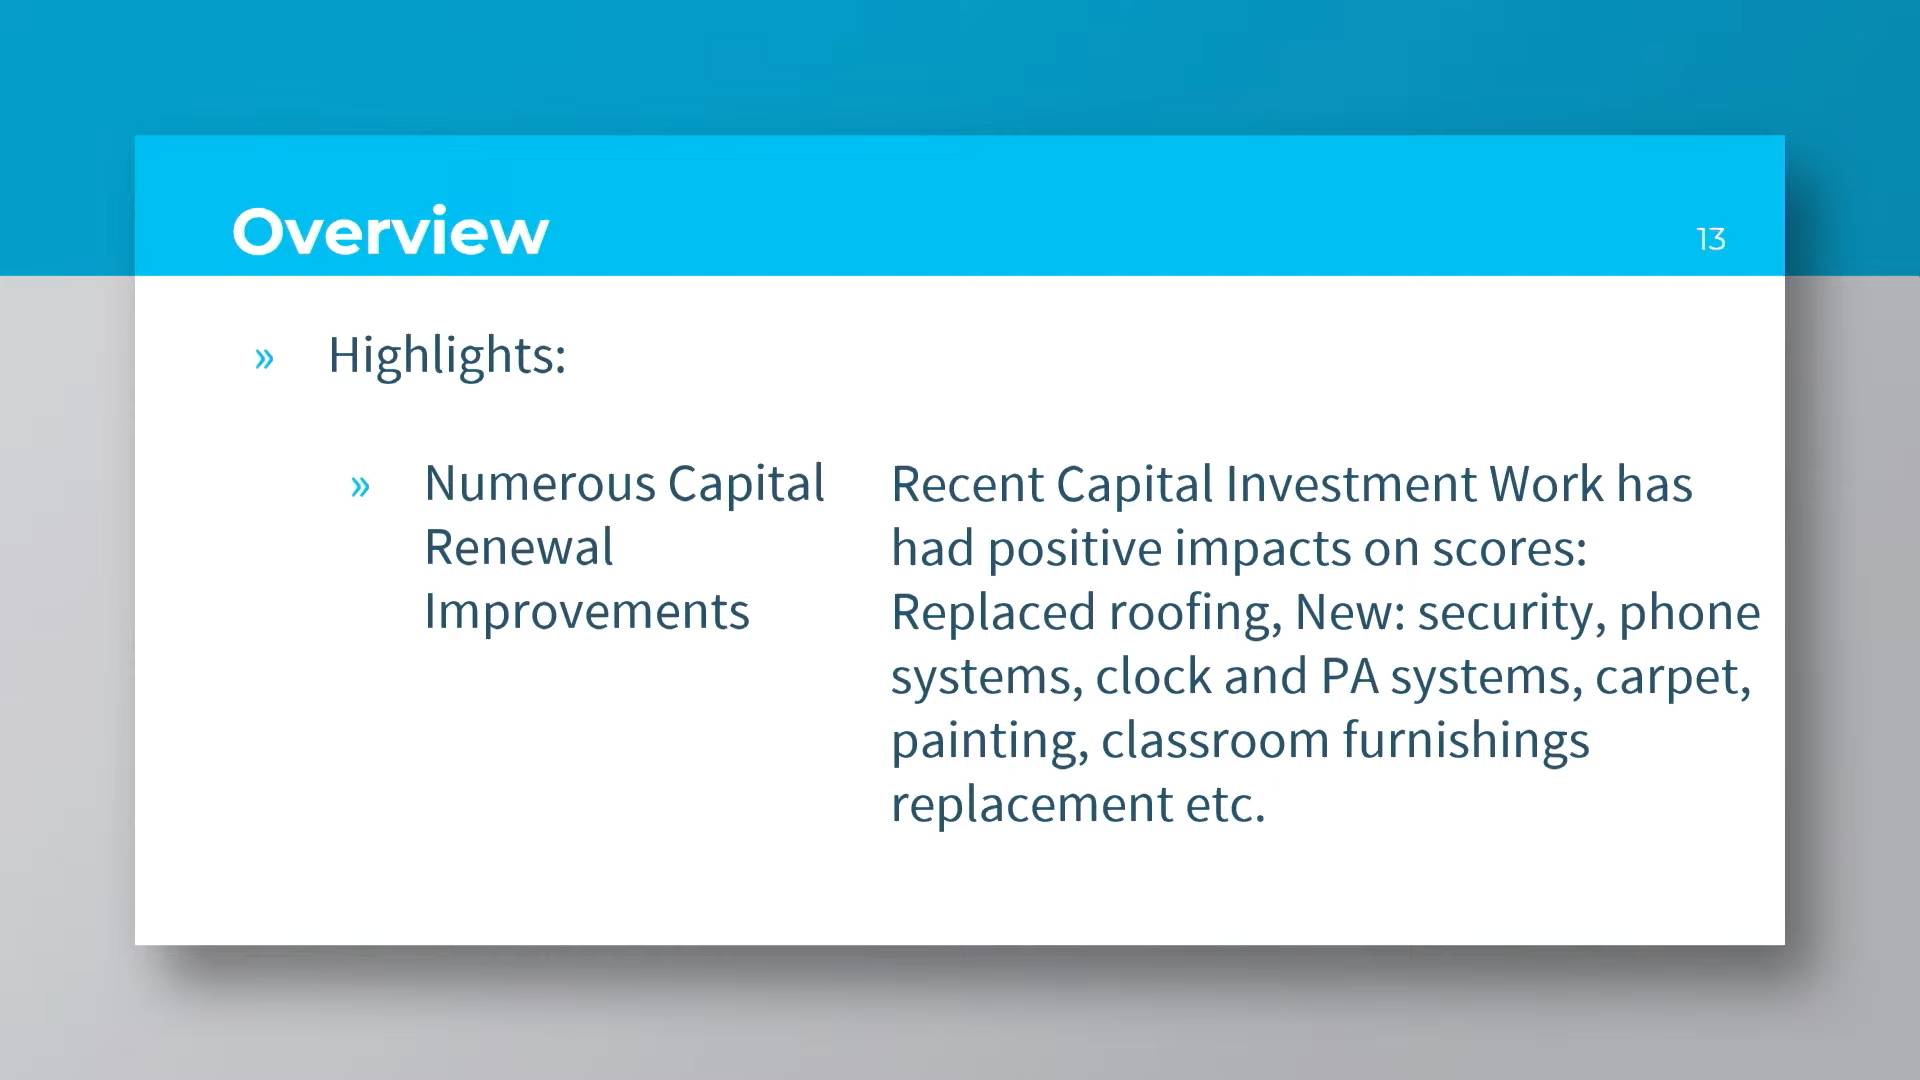 Overview
13
» Highlights:
» Numerous Capital
Renewal
Improvements
Recent Capital Investment Work has
had positive impacts on scores:
Replaced roofing, New: security, phone
systems, clock and PA systems, carpet,
painting, classroom furnishings
replacement etc.